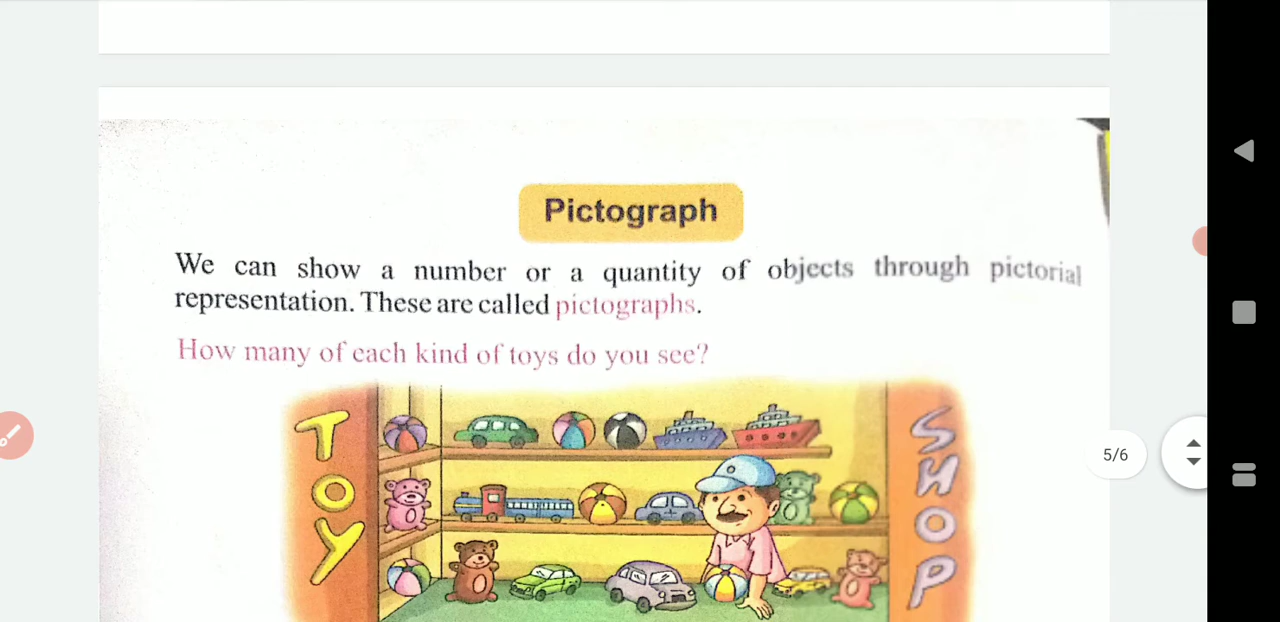 Pictograph
We can show a number or a quantity of objects through pictorial
representation. These are called pictographs.
How many of each kind of toys do you see?
TOY
SHOP
5/6